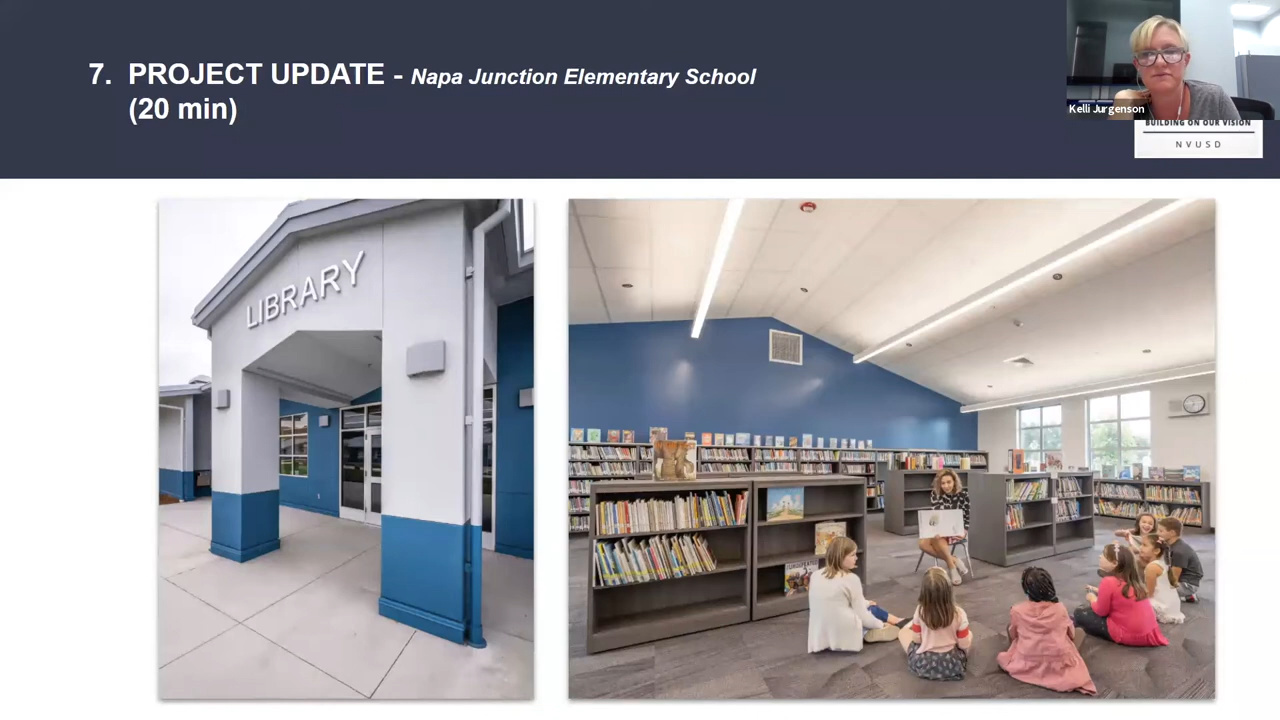 7. PROJECT UPDATE - Napa Junction Elementary School
(20 min)
Kelli Jurgenson
BUILDING ON OUR VISION
NVUSD
LIBRARY